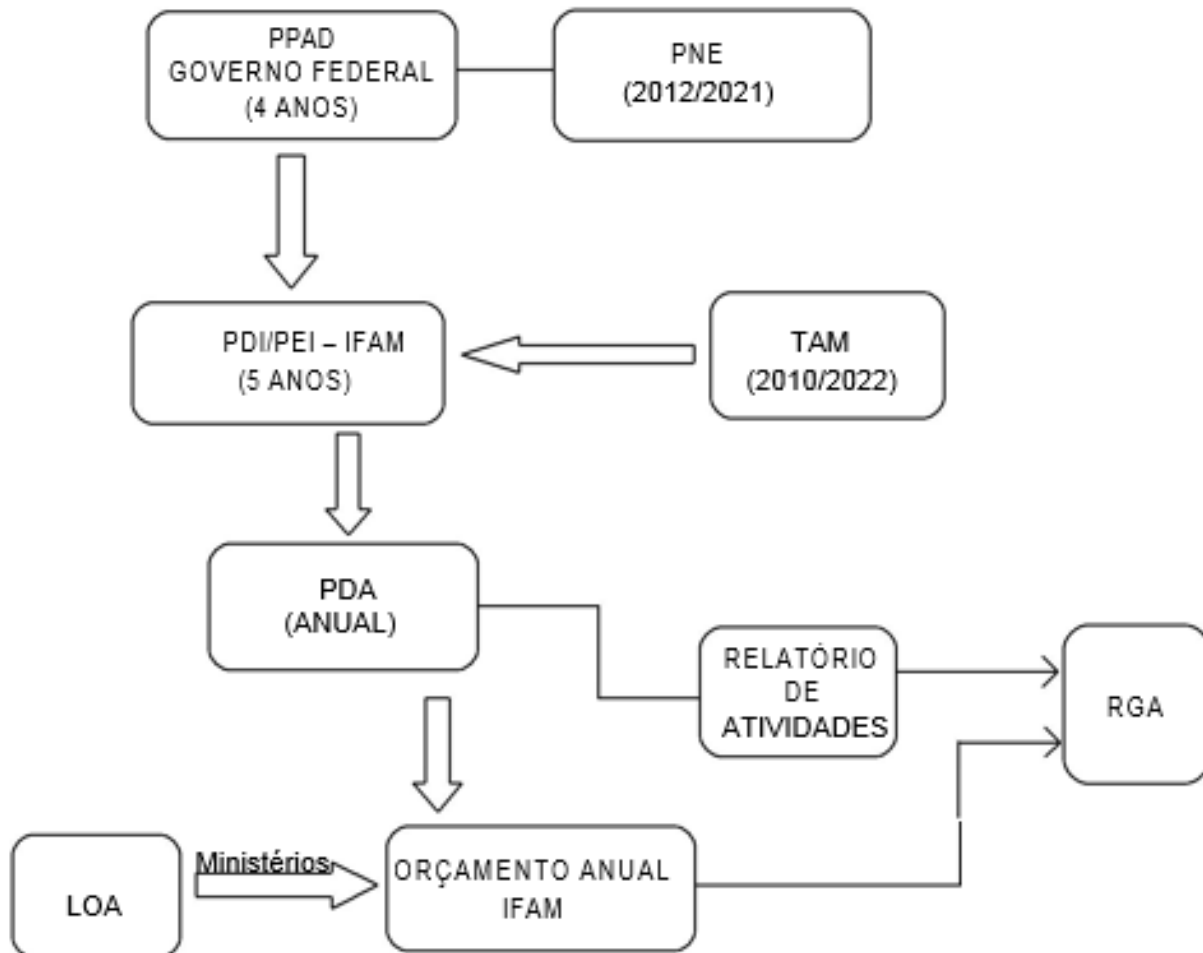 PPAD
GOVERNO FEDERAL
(4 ANOS)
PNE
(2012/2021)
PDI/PEI – IFAM
(5 ANOS)
TAM
(2010/2022)
PDA
(ANUAL)
RELATÓRIO
DE
ATIVIDADES
RGA
LOA
Ministérios
ORÇAMENTO ANUAL
IFAM